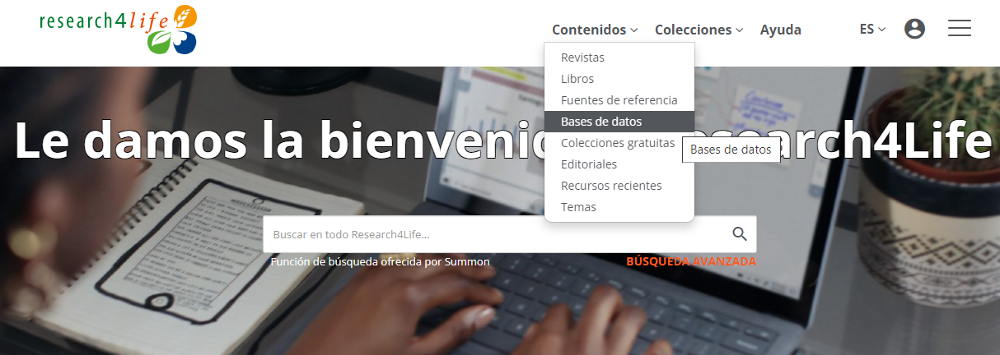 research4life
Contenidos Colecciones Ayuda ES
Revistas
Libros
Fuentes de referencia
Bases de datos
Colecciones gratuitas
Editoriales
Recursos recientes
Temas
Bases de datos
Le damos la bienvenid earch4Life
Buscar en todo Research4Life...
Función de búsqueda ofrecida por Summon
BÚSQUEDA AVANZADA